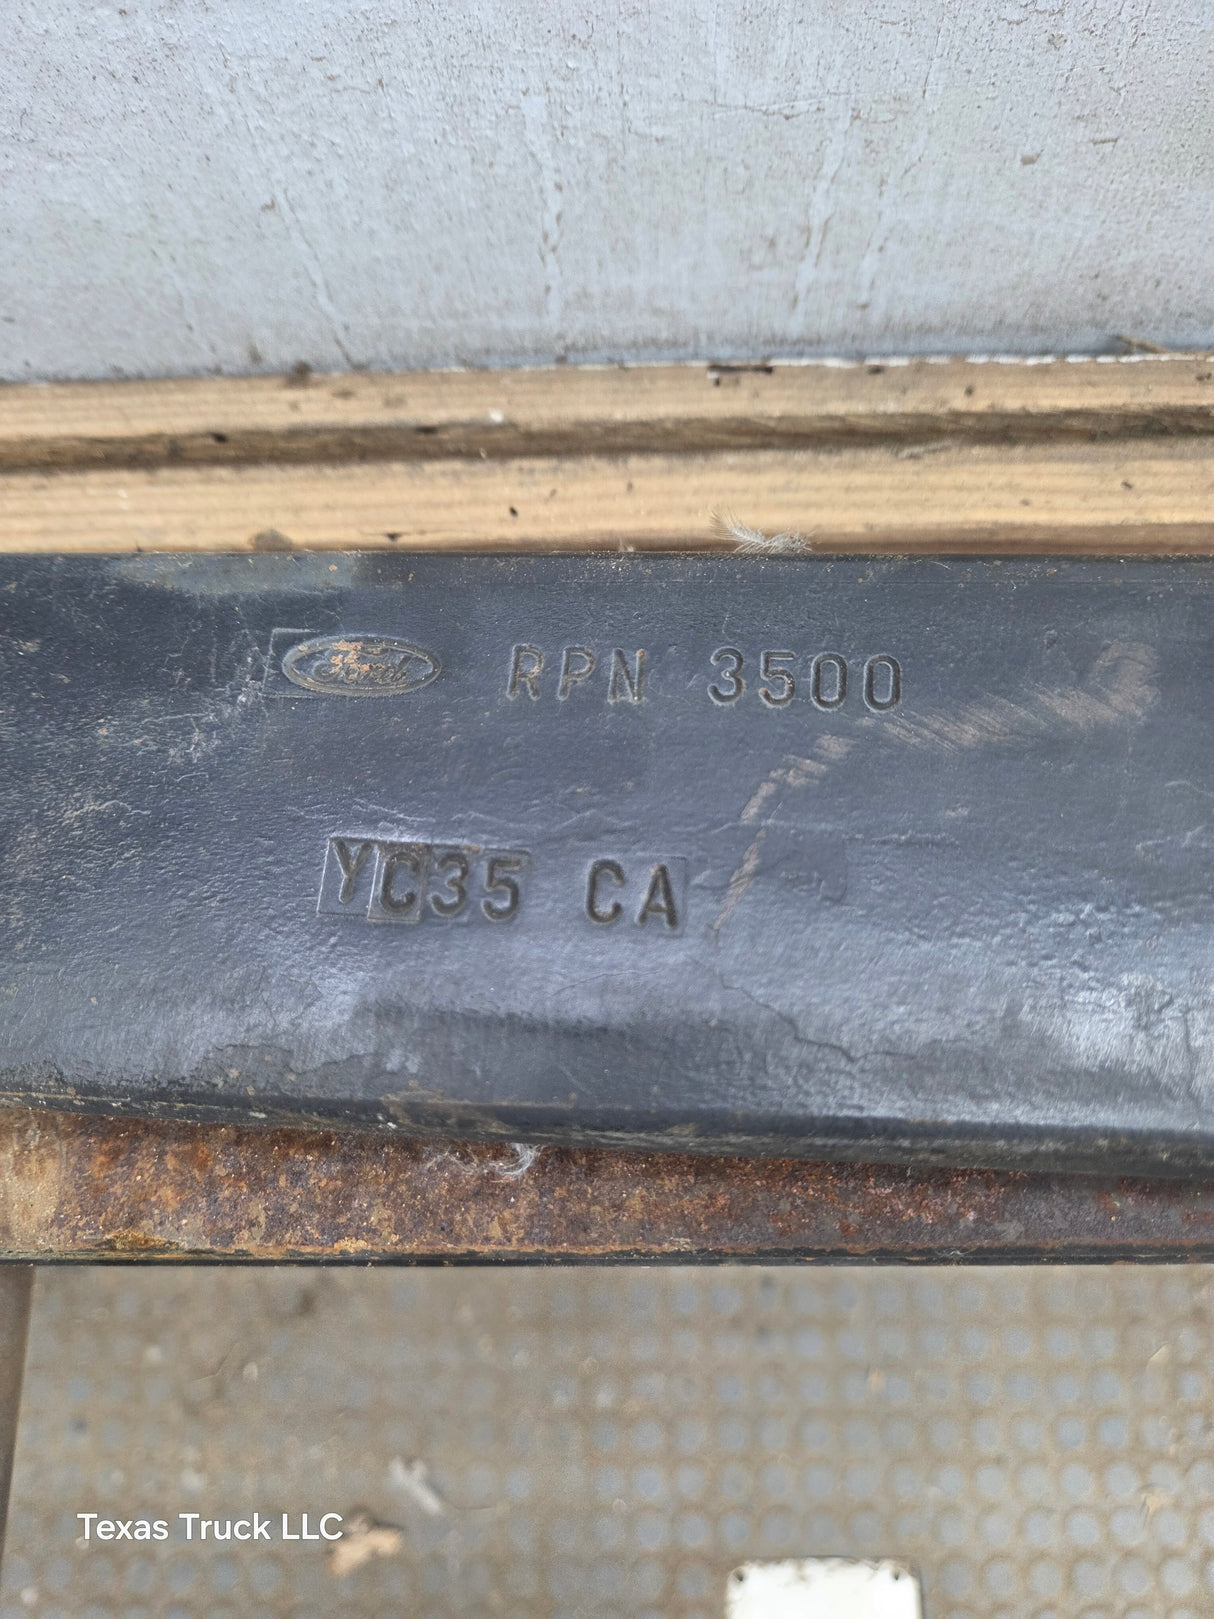 Ford RPN 3500
YC35 CA
Texas Truck LLC